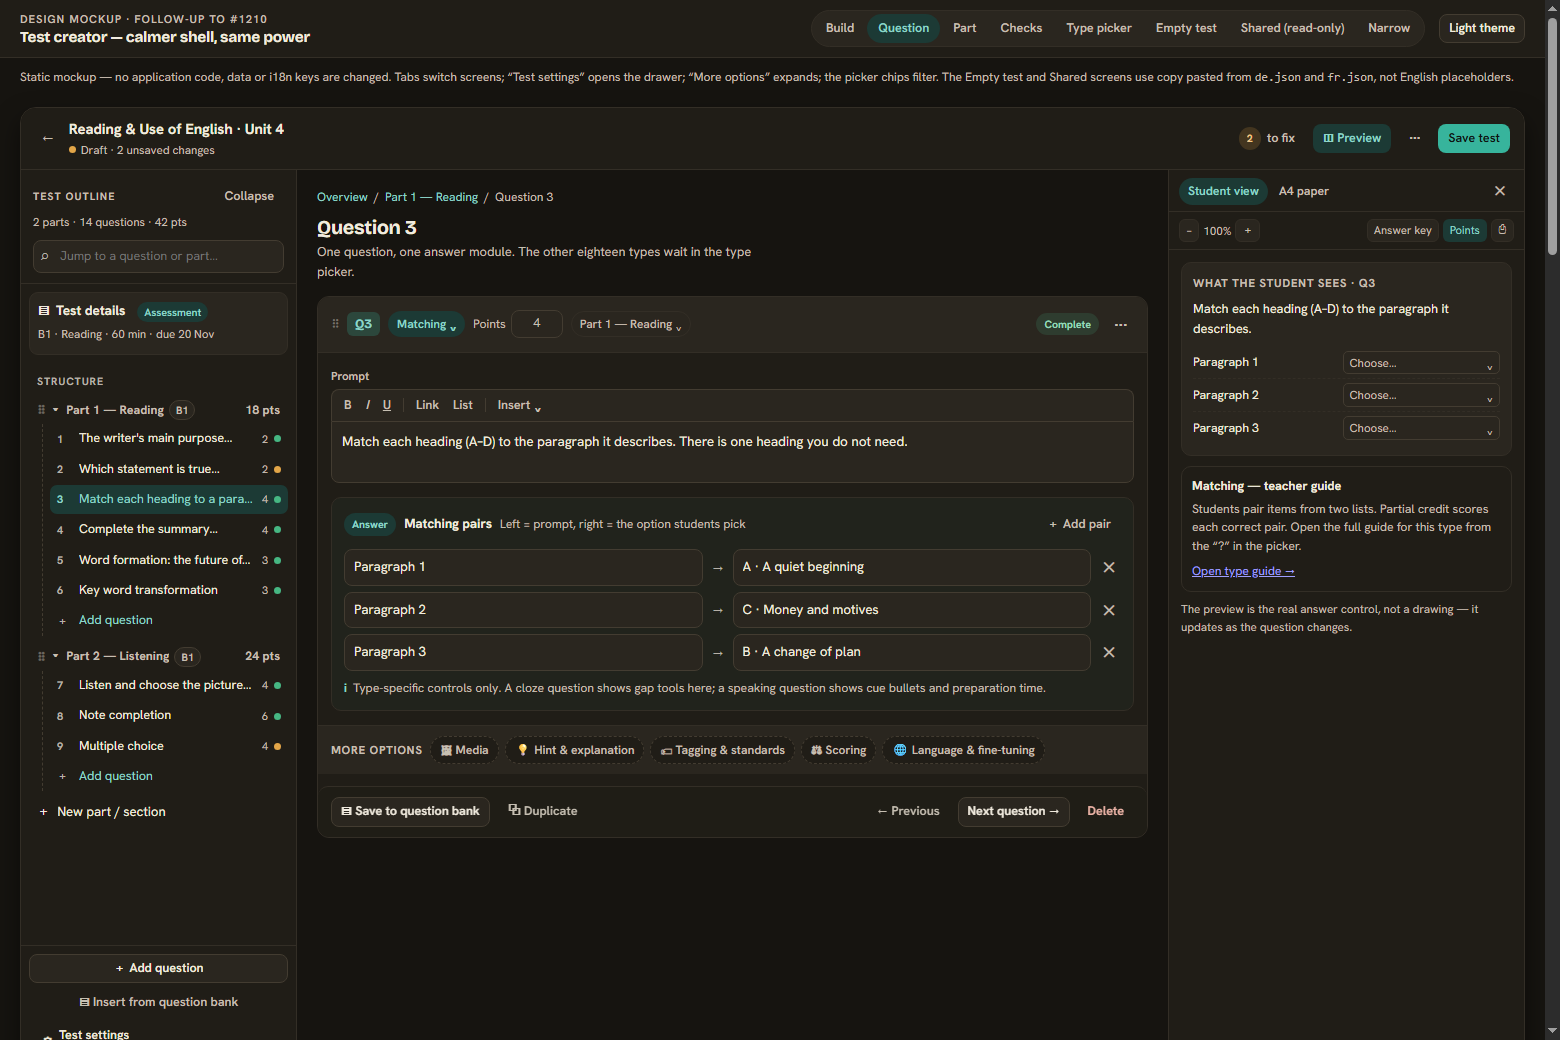 DESIGN MOCKUP · FOLLOW-UP TO #1210
Test creator — calmer shell, same power
Build
Question
Part
Checks
Type picker
Empty test
Shared (read-only)
Narrow
Light theme
Static mockup — no application code, data or i18n keys are changed. Tabs switch screens; “Test settings” opens the drawer; “More options” expands; the picker chips filter. The Empty test and Shared screens use copy pasted from de.json and fr.json, not English placeholders.
←
Reading & Use of English · Unit 4
Draft · 2 unsaved changes
2 to fix
Preview
Save test
TEST OUTLINE
Collapse
2 parts · 14 questions · 42 pts
Jump to a question or part...
Test details
Assessment
B1 · Reading · 60 min · due 20 Nov
STRUCTURE
Part 1 — Reading B1 18 pts
1 The writer's main purpose... 2
2 Which statement is true... 2
3 Match each heading to a para... 4
4 Complete the summary... 4
5 Word formation: the future of... 3
6 Key word transformation 3
+ Add question
Part 2 — Listening B1 24 pts
7 Listen and choose the picture... 4
8 Note completion 6
9 Multiple choice 4
+ Add question
+ New part / section
+ Add question
Insert from question bank
Test settings
Overview / Part 1 — Reading / Question 3
Question 3
One question, one answer module. The other eighteen types wait in the type
picker.
Q3
Matching
Points 4
Part 1 — Reading
Complete
Prompt
B I U Link List Insert
Match each heading (A–D) to the paragraph it describes. There is one heading you do not need.
Answer
Matching pairs
Left = prompt, right = the option students pick
+ Add pair
Paragraph 1 → A · A quiet beginning
Paragraph 2 → C · Money and motives
Paragraph 3 → B · A change of plan
i Type-specific controls only. A cloze question shows gap tools here; a speaking question shows cue bullets and preparation time.
MORE OPTIONS
Media
Hint & explanation
Tagging & standards
Scoring
Language & fine-tuning
Save to question bank
Duplicate
← Previous
Next question →
Delete
Student view
A4 paper
- 100% +
Answer key
Points
WHAT THE STUDENT SEES · Q3
Match each heading (A–D) to the paragraph it
describes.
Paragraph 1 Choose...
Paragraph 2 Choose...
Paragraph 3 Choose...
Matching — teacher guide
Students pair items from two lists. Partial credit scores
each correct pair. Open the full guide for this type from
the “?” in the picker.
Open type guide →
The preview is the real answer control, not a drawing — it
updates as the question changes.